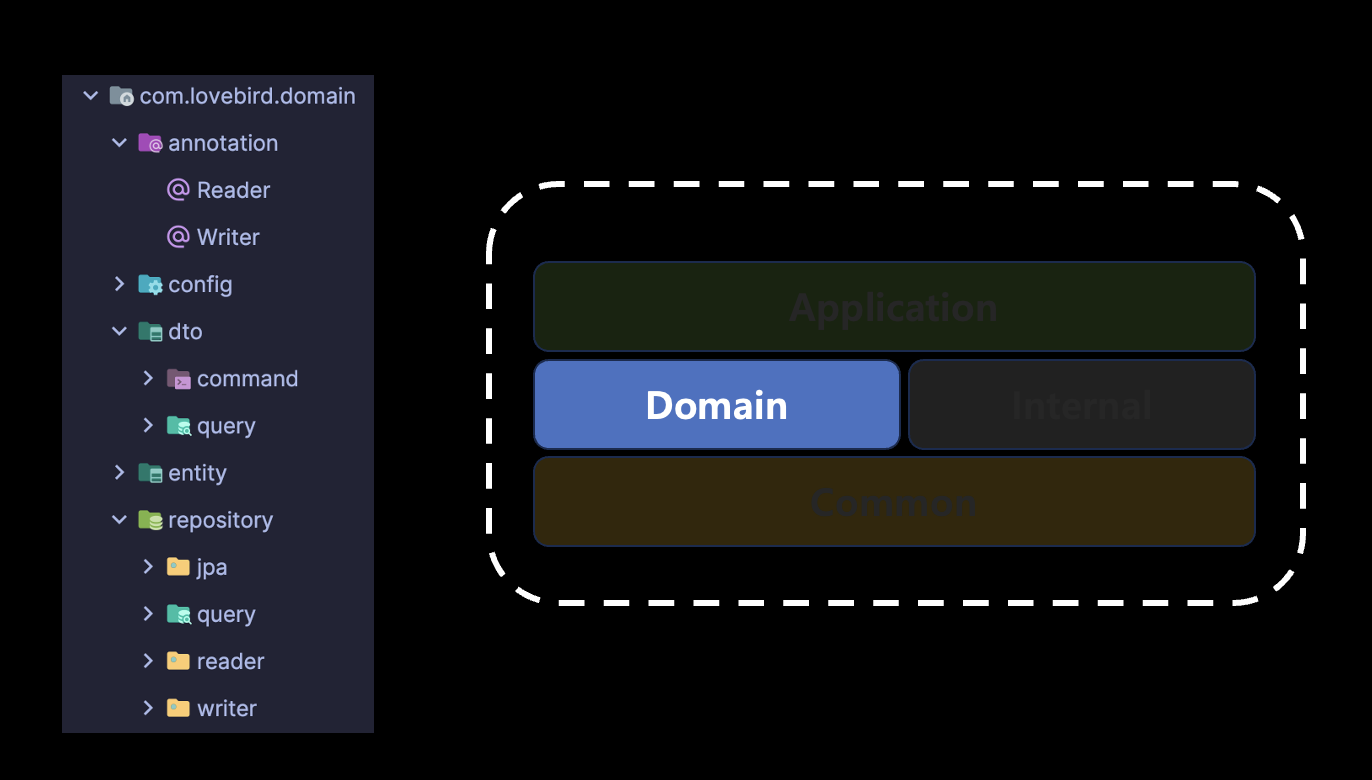 com.lovebird.domain
annotation
Reader
Writer
config
dto
command
query
entity
repository
jpa
query
reader
writer
Application
Domain
Internal
Common